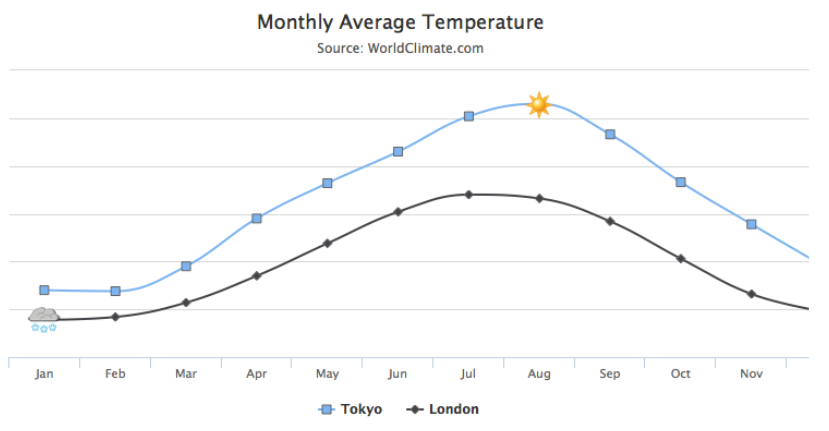 Monthly Average Temperature
Source: WorldClimate.com
Jan Feb Mar Apr May Jun Jul Aug Sep Oct Nov
Tokyo London